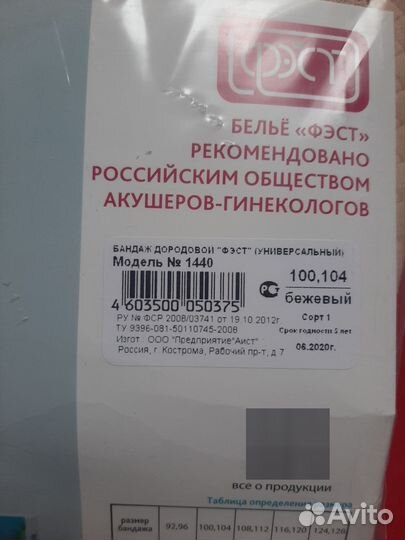 ФЭСТ
БЕЛЬЁ «ФЭСТ»
РЕКОМЕНДОВАНО
РОССИЙСКИМ ОБЩЕСТВОМ
АКУШЕРОВ-ГИНЕКОЛОГОВ
БАНДАЖ ДОРОДОВОЙ "ФЭСТ" (УНИВЕРСАЛЬНЫЙ)
Модель № 1440
100,104
бежевый
4 603500 050375
Сорт 1
РУ № ФСР 2008/03741 от 19.10.2012г.
Срок годности 5 лет
ТУ 9396-081-50110745-2008
Изгот.: ООО "Предприятие"Аист"
06.2020г.
Россия, г. Кострома, Рабочий пр-т, д 7
все о продукции
Таблица определения размера
размер бандажа 92,96 100,104 108,112 116,120 124,128
Avito